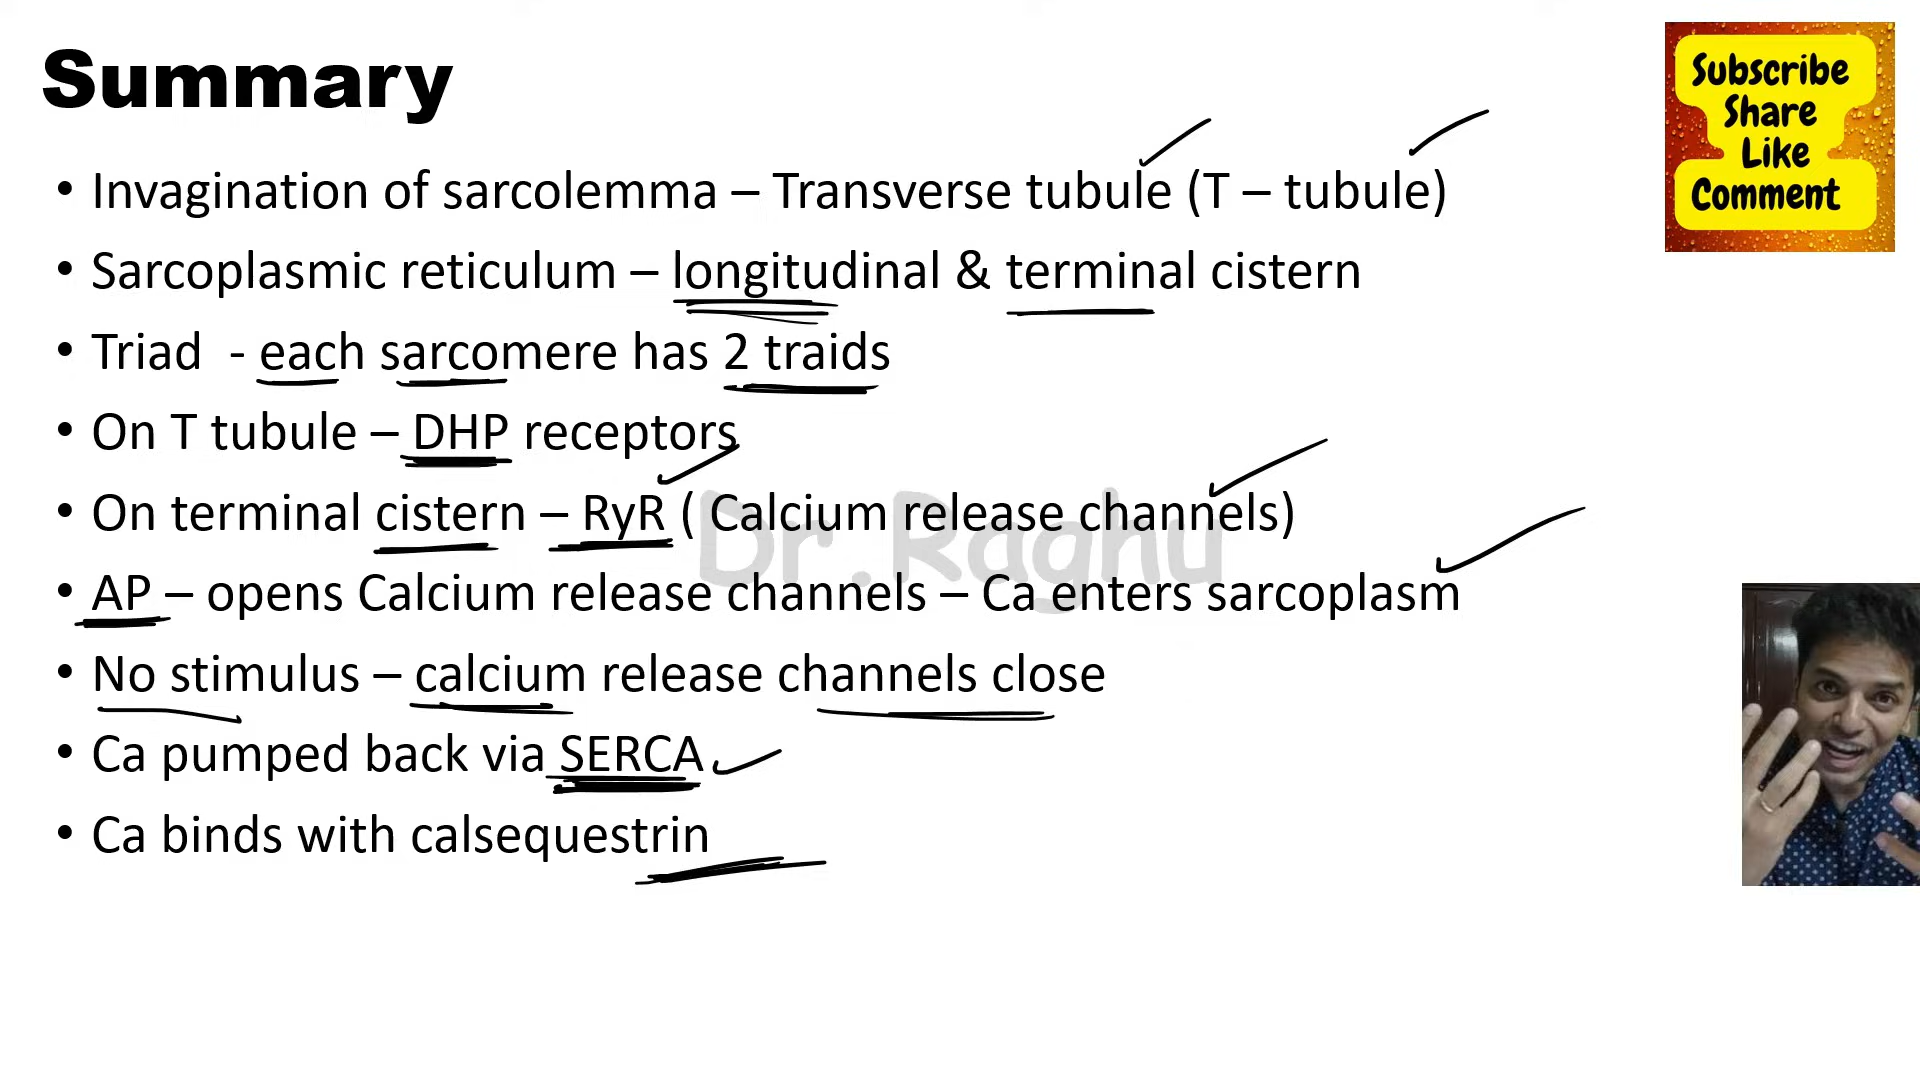 Summary
Subscribe
Share
Like
Comment
• Invagination of sarcolemma – Transverse tubule (T – tubule)
• Sarcoplasmic reticulum – longitudinal & terminal cistern
• Triad - each sarcomere has 2 traids
• On T tubule – DHP receptors
• On terminal cistern – RyR ( Calcium release channels)
Dr.Raghu
• AP – opens Calcium release channels – Ca enters sarcoplasm
• No stimulus – calcium release channels close
• Ca pumped back via SERCA
• Ca binds with calsequestrin